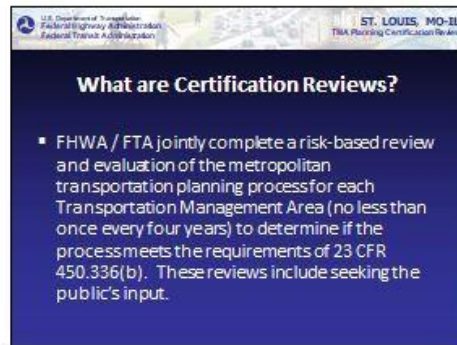 U.S. Department of Transportation
Federal Highway Administration
Federal Transit Administration
ST. LOUIS, MO-IL
TMA Planning Certification Review
What are Certification Reviews?
▪ FHWA / FTA jointly complete a risk-based review
and evaluation of the metropolitan
transportation planning process for each
Transportation Management Area (no less than
once every four years) to determine if the
process meets the requirements of 23 CFR
450.336(b). These reviews include seeking the
public's input.